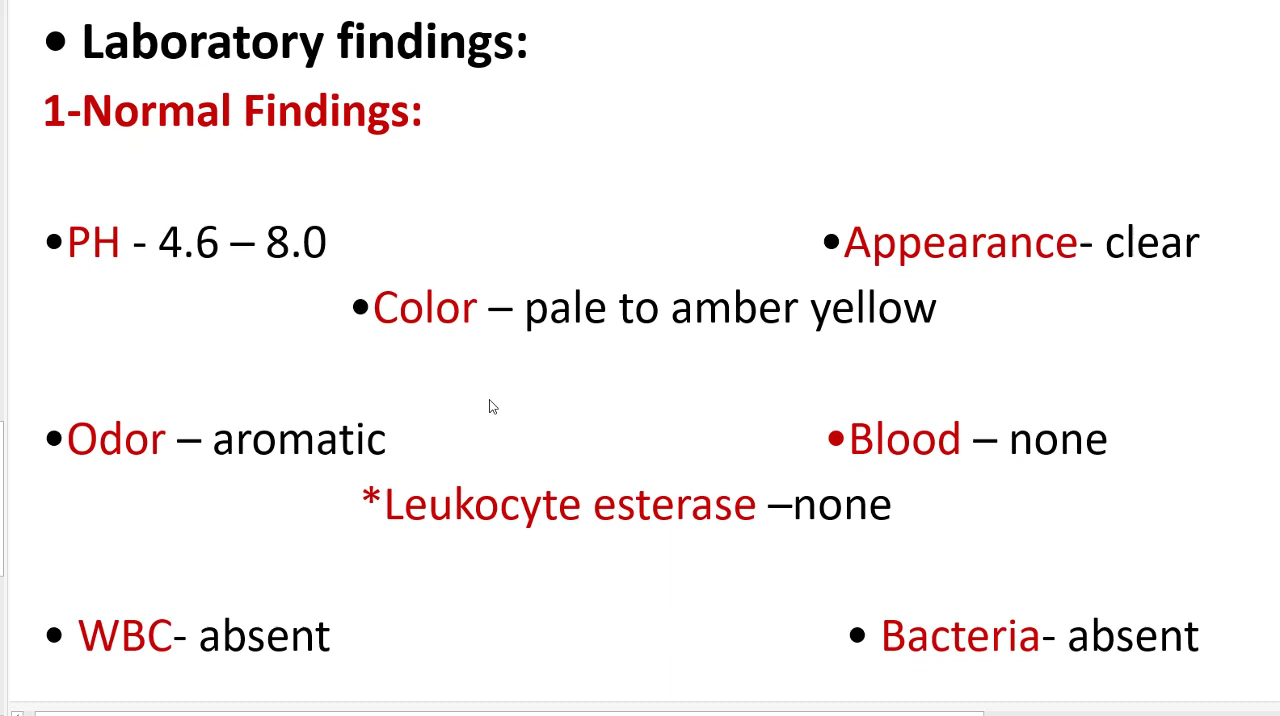 • Laboratory findings:
1-Normal Findings:
•PH - 4.6 – 8.0 •Appearance- clear
•Color – pale to amber yellow
•Odor – aromatic •Blood – none
*Leukocyte esterase –none
• WBC- absent • Bacteria- absent